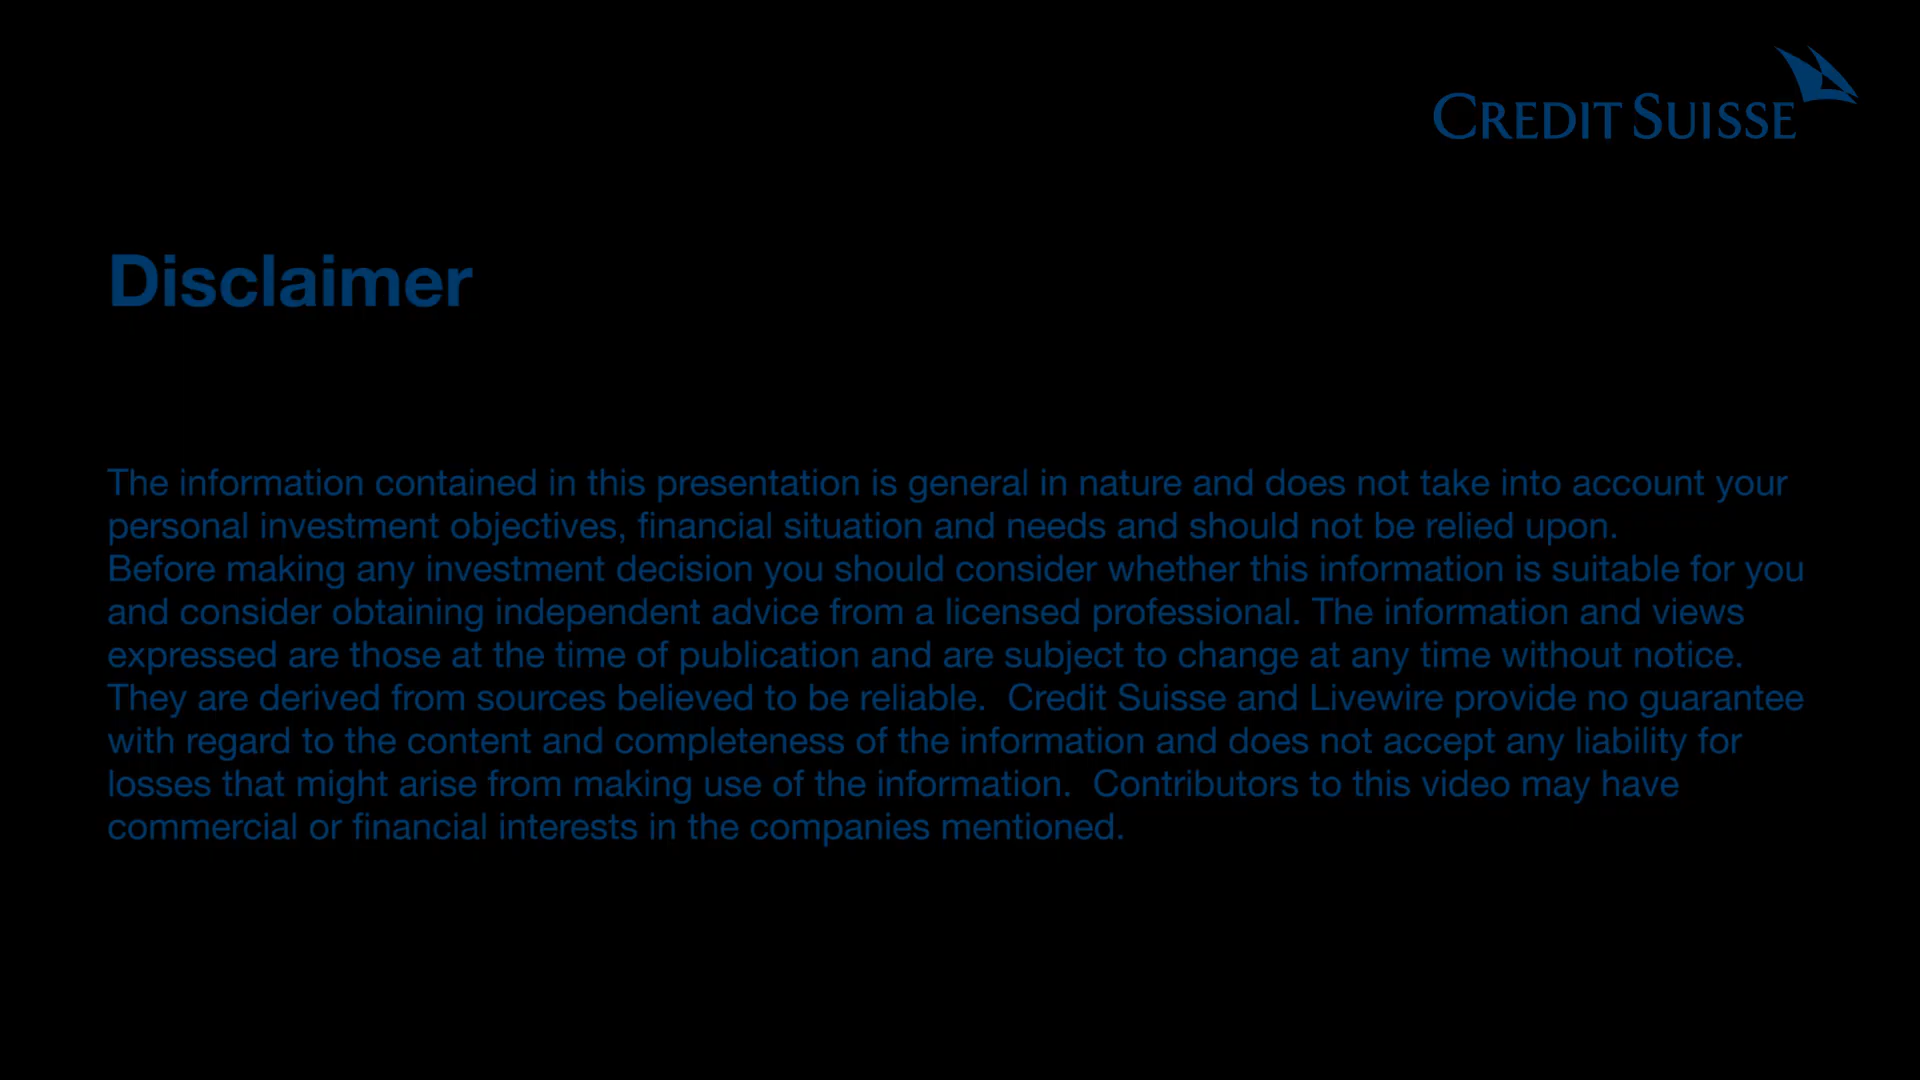 CREDIT SUISSE
Disclaimer
The information contained in this presentation is general in nature and does not take into account your
personal investment objectives, financial situation and needs and should not be relied upon.
Before making any investment decision you should consider whether this information is suitable for you
and consider obtaining independent advice from a licensed professional. The information and views
expressed are those at the time of publication and are subject to change at any time without notice.
They are derived from sources believed to be reliable.  Credit Suisse and Livewire provide no guarantee
with regard to the content and completeness of the information and does not accept any liability for
losses that might arise from making use of the information.  Contributors to this video may have
commercial or financial interests in the companies mentioned.